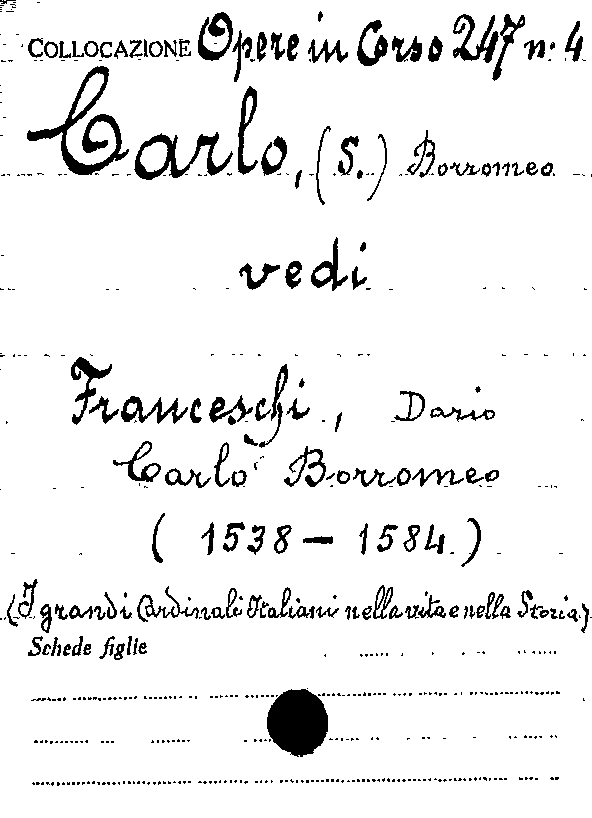 COLLOCAZIONE Opere in Corso 247 n. 4
Carlo, (S.) Borromeo
vedi
Franceschi, Dario
Carlo Borromeo
( 1538 - 1584. )
(I grandi Cardinali Italiani nella vita e nella Storia)
Schede figlie